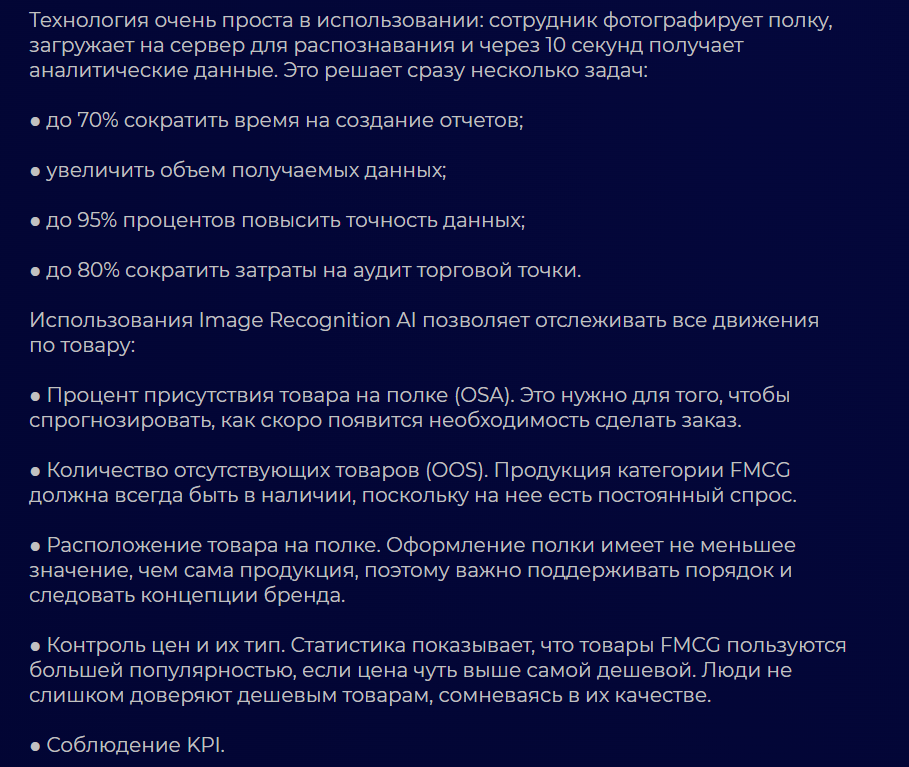 Технология очень проста в использовании: сотрудник фотографирует полку,
загружает на сервер для распознавания и через 10 секунд получает
аналитические данные. Это решает сразу несколько задач:
● до 70% сократить время на создание отчетов;
● увеличить объем получаемых данных;
● до 95% процентов повысить точность данных;
● до 80% сократить затраты на аудит торговой точки.
Использования Image Recognition AI позволяет отслеживать все движения
по товару:
● Процент присутствия товара на полке (OSA). Это нужно для того, чтобы
спрогнозировать, как скоро появится необходимость сделать заказ.
● Количество отсутствующих товаров (OOS). Продукция категории FMCG
должна всегда быть в наличии, поскольку на нее есть постоянный спрос.
● Расположение товара на полке. Оформление полки имеет не меньшее
значение, чем сама продукция, поэтому важно поддерживать порядок и
следовать концепции бренда.
● Контроль цен и их тип. Статистика показывает, что товары FMCG пользуются
большей популярностью, если цена чуть выше самой дешевой. Люди не
слишком доверяют дешевым товарам, сомневаясь в их качестве.
● Соблюдение KPI.